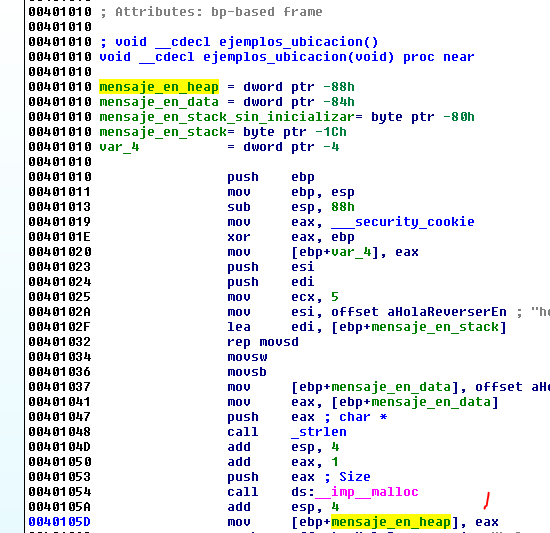 00401010 ; Attributes: bp-based frame
00401010
00401010 ; void __cdecl ejemplos_ubicacion()
00401010 void __cdecl ejemplos_ubicacion(void) proc near
00401010
00401010 mensaje_en_heap = dword ptr -88h
00401010 mensaje_en_data = dword ptr -84h
00401010 mensaje_en_stack_sin_inicializar= byte ptr -80h
00401010 mensaje_en_stack= byte ptr -1Ch
00401010 var_4 = dword ptr -4
00401010
00401010 push ebp
00401011 mov ebp, esp
00401013 sub esp, 88h
00401019 mov eax, ___security_cookie
0040101E xor eax, ebp
00401020 mov [ebp+var_4], eax
00401023 push esi
00401024 push edi
00401025 mov ecx, 5
0040102A mov esi, offset aHolaReverserEn ; "h
0040102F lea edi, [ebp+mensaje_en_stack]
00401032 rep movsd
00401034 movsw
00401036 movsb
00401037 mov [ebp+mensaje_en_data], offset aHo
00401041 mov eax, [ebp+mensaje_en_data]
00401047 push eax ; char *
00401048 call _strlen
0040104D add esp, 4
00401050 add eax, 1
00401053 push eax ; Size
00401054 call ds:__imp__malloc
0040105A add esp, 4
0040105D mov [ebp+mensaje_en_heap], eax